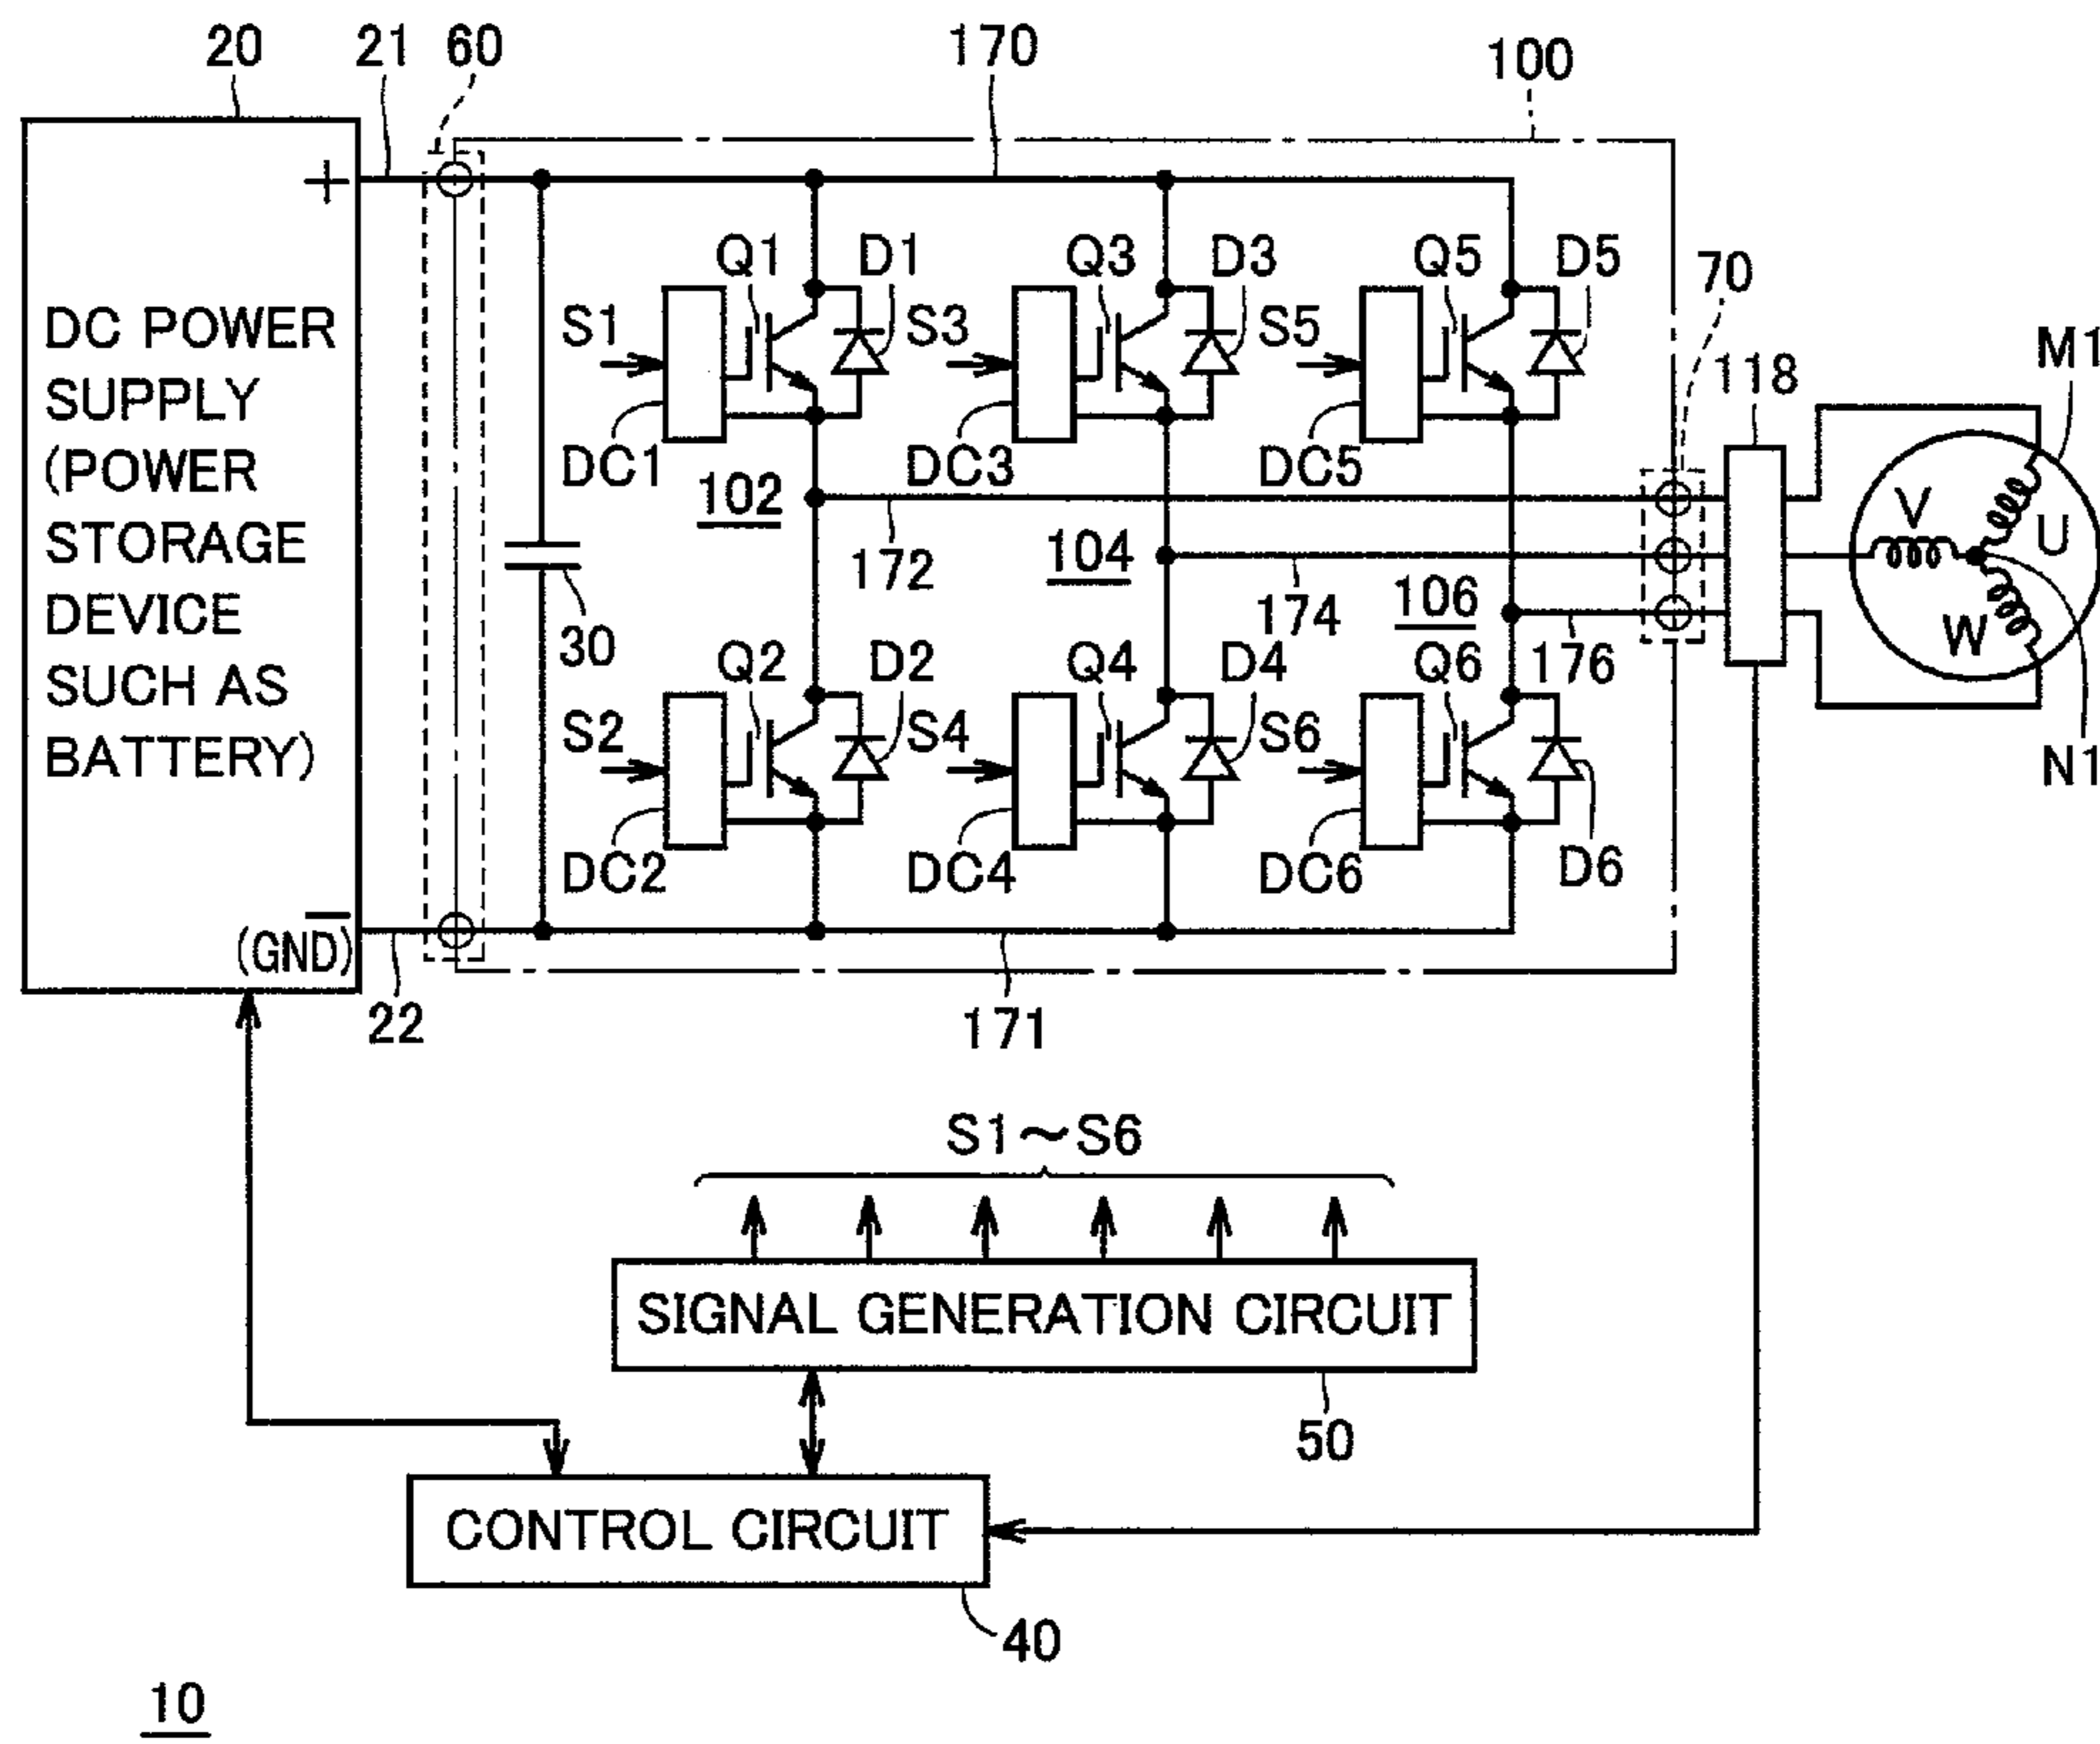 20 21 60 170 100
+
Q1 D1 Q3 D3 Q5 D5 70
S1 S3 S5 118 M1
DC POWER
SUPPLY
(POWER
STORAGE
DEVICE
SUCH AS
BATTERY)
DC1 DC3 DC5
102 104 106
172 174 176
V U W
30
Q2 D2 Q4 D4 Q6
S2 S4 S6
N1
DC2 DC4 DC6 D6
−
(GND)
22 171
S1~S6
SIGNAL GENERATION CIRCUIT
50
CONTROL CIRCUIT
40
10